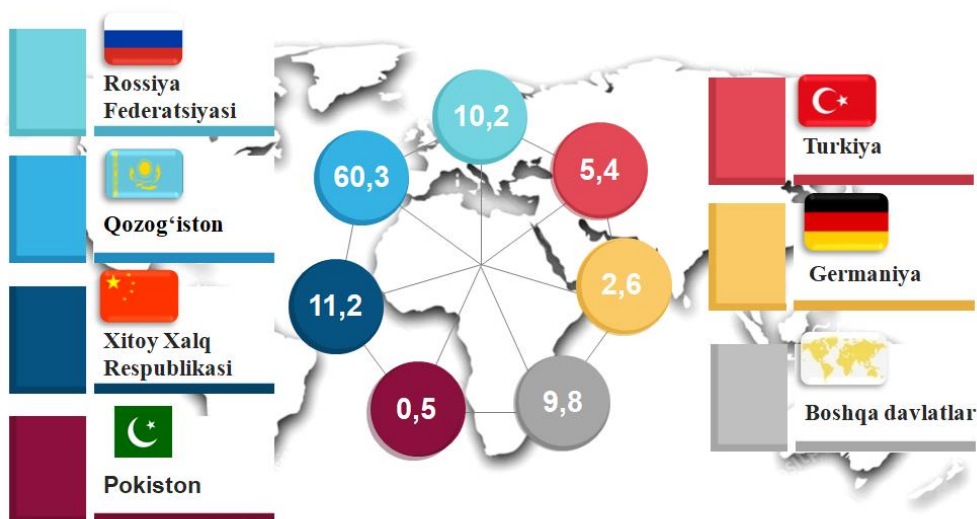 Rossiya
Federatsiyasi
Qozog‘iston
Xitoy Xalq
Respublikasi
Pokiston
10,2
60,3
5,4
11,2
2,6
0,5
9,8
Turkiya
Germaniya
Boshqa davlatlar